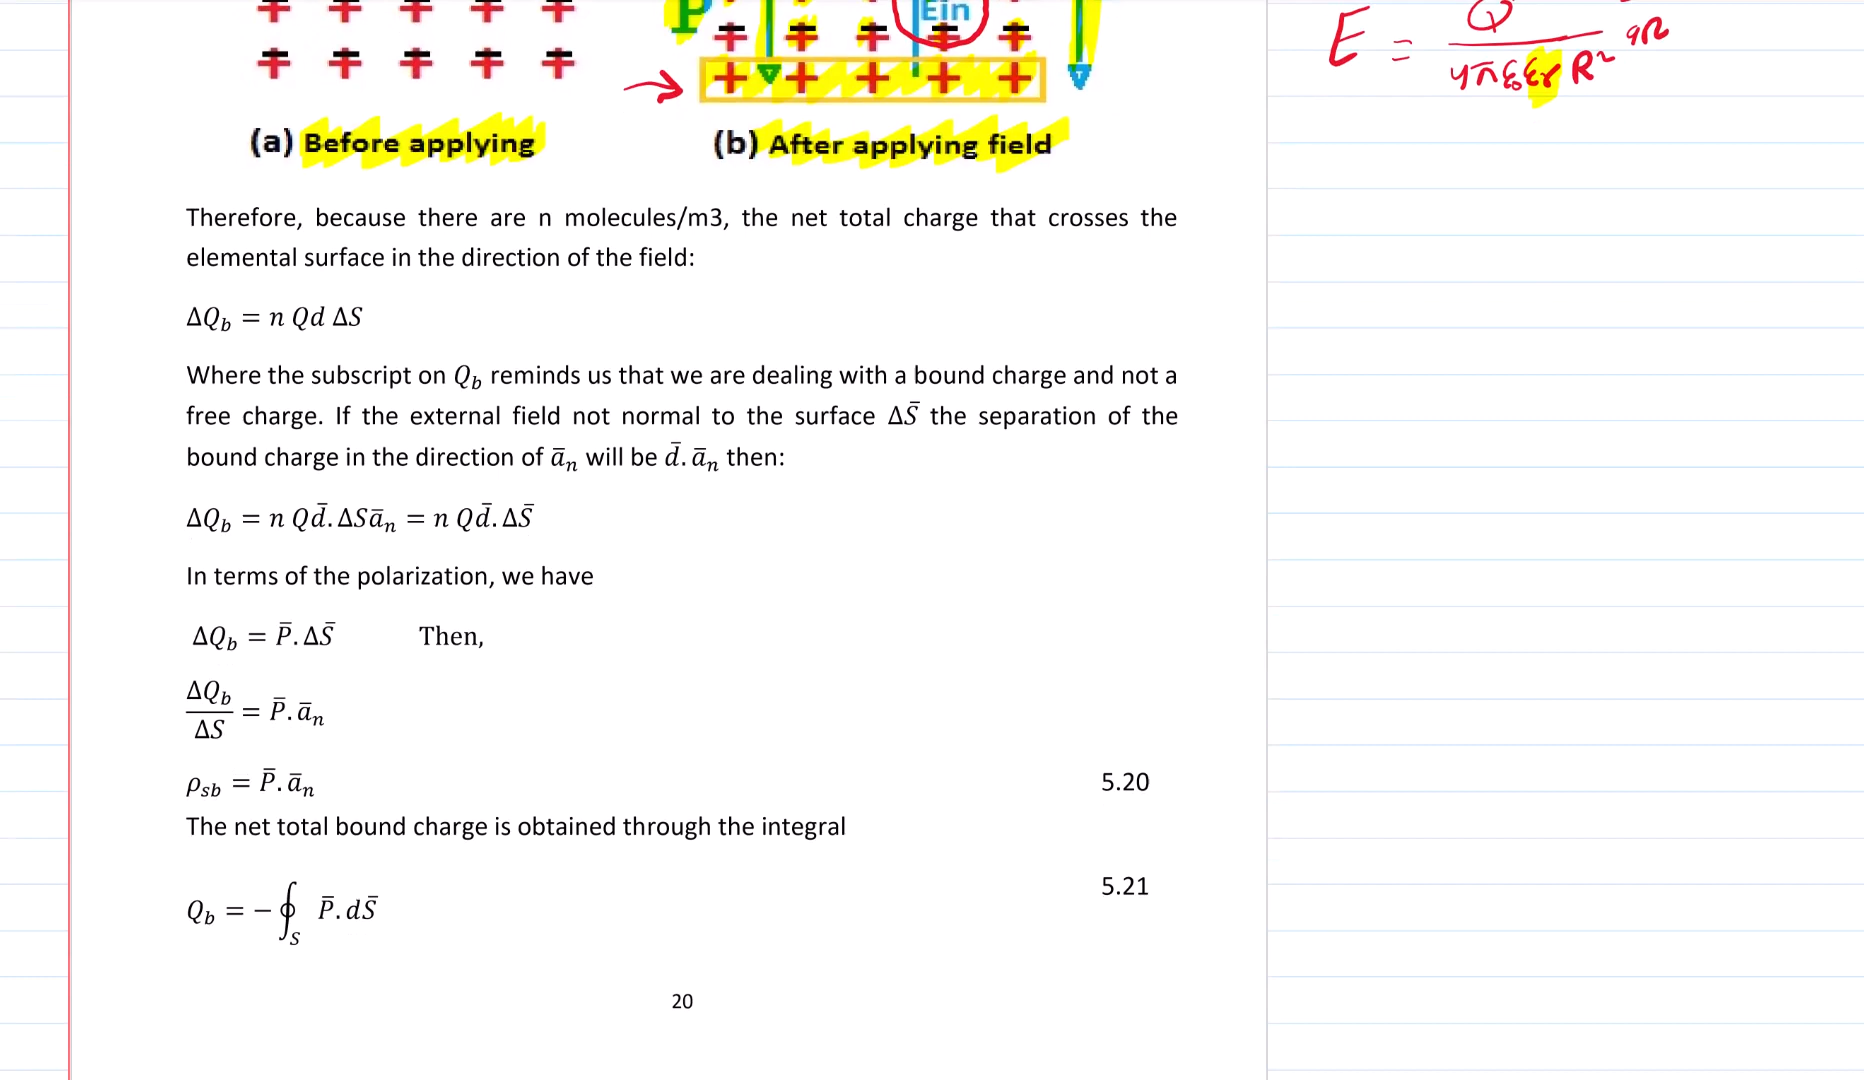 P
Ein
E = Q / 4πε₀εr R² aR
(a) Before applying
(b) After applying field
Therefore, because there are n molecules/m3, the net total charge that crosses the
elemental surface in the direction of the field:
ΔQ_b = n Qd ΔS
Where the subscript on Q_b reminds us that we are dealing with a bound charge and not a
free charge. If the external field not normal to the surface ΔS̄ the separation of the
bound charge in the direction of ā_n will be d̄. ā_n then:
ΔQ_b = n Qd̄. ΔSā_n = n Qd̄. ΔS̄
In terms of the polarization, we have
ΔQ_b = P̄. ΔS̄ Then,
ΔQ_b / ΔS = P̄. ā_n
ρ_sb = P̄. ā_n 5.20
The net total bound charge is obtained through the integral
5.21
Q_b = − ∮_S P̄. dS̄
20